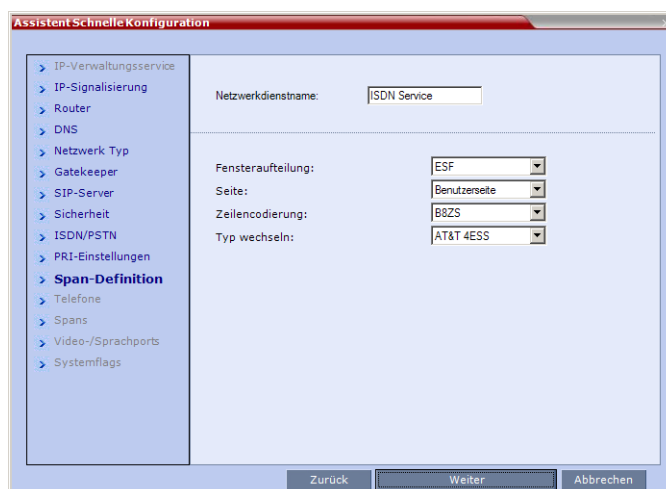 Assistent Schnelle Konfiguration
IP-Verwaltungsservice
IP-Signalisierung
Router
DNS
Netzwerk Typ
Gatekeeper
SIP-Server
Sicherheit
ISDN/PSTN
PRI-Einstellungen
Span-Definition
Telefone
Spans
Video-/Sprachports
Systemflags
Netzwerkdienstname: ISDN Service
Fensteraufteilung: ESF
Seite: Benutzerseite
Zeilencodierung: B8ZS
Typ wechseln: AT&T 4ESS
Zurück Weiter Abbrechen